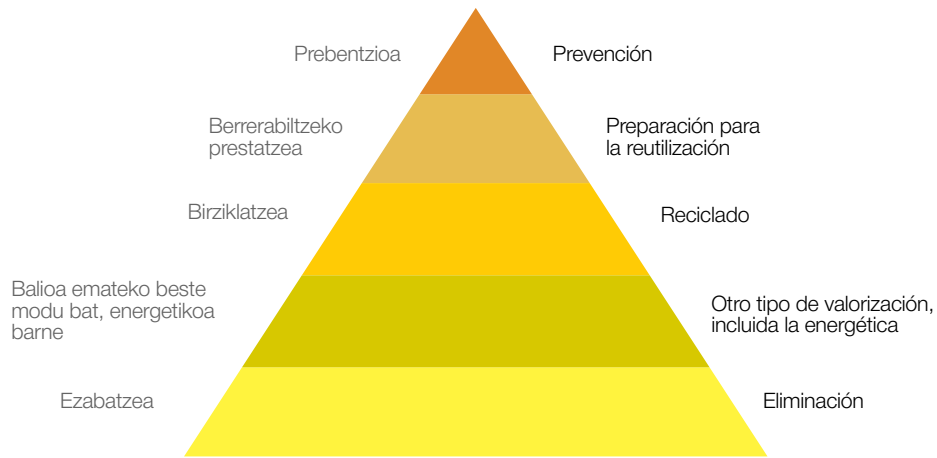 Prebentzioa
Prevención
Berrerabiltzeko
prestatzea
Preparación para
la reutilización
Birziklatzea
Reciclado
Balioa emateko beste
modu bat, energetikoa
barne
Otro tipo de valorización,
incluida la energética
Ezabatzea
Eliminación